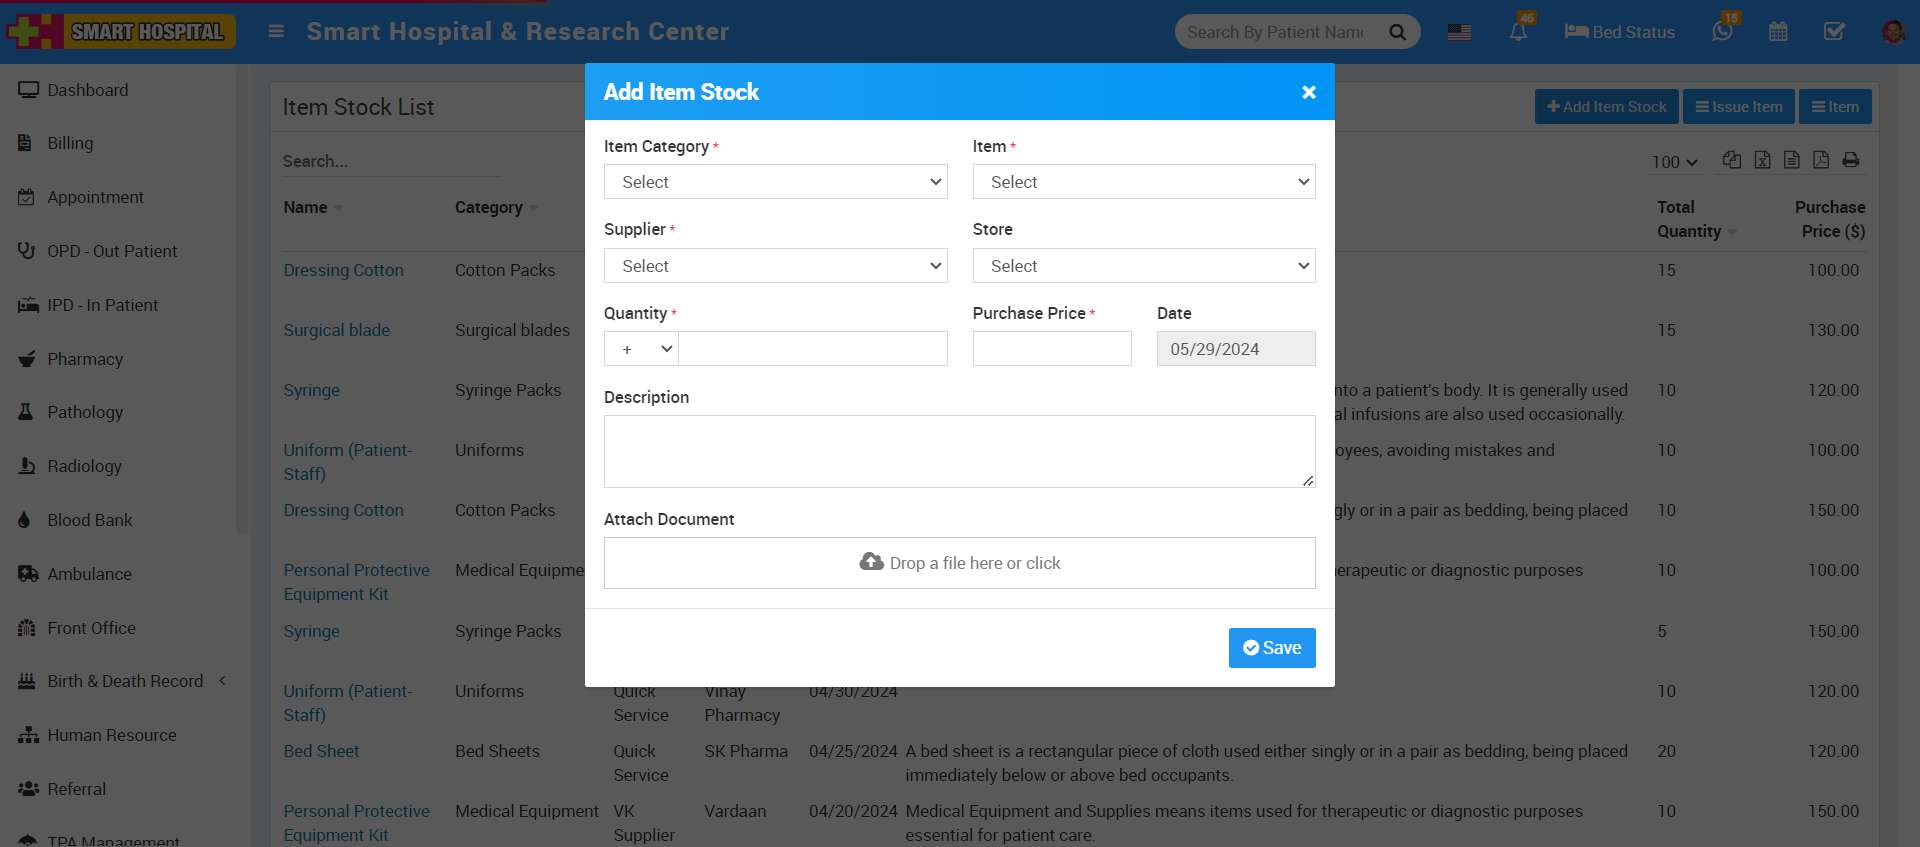 SMART HOSPITAL
Smart Hospital & Research Center
Search By Patient Name
46
Bed Status
15
Dashboard
Billing
Appointment
OPD - Out Patient
IPD - In Patient
Pharmacy
Pathology
Radiology
Blood Bank
Ambulance
Front Office
Birth & Death Record
Human Resource
Referral
TPA Management
Item Stock List
Add Item Stock
Issue Item
Item
Search...
100
Name
Category
Total Quantity
Purchase Price ($)
Dressing Cotton Cotton Packs 15 100.00
Surgical blade Surgical blades 15 130.00
Syringe Syringe Packs nto a patient’s body. It is generally used 10 120.00
infusions are also used occasionally.
Uniform (Patient- Uniforms avoiding mistakes and 10 100.00
Staff)
Dressing Cotton Cotton Packs or in a pair as bedding, being placed 10 150.00
Personal Protective Medical Equipme or diagnostic purposes 10 100.00
Equipment Kit
Syringe Syringe Packs 5 150.00
Uniform (Patient- Uniforms Quick Vinay 04/30/2024 10 120.00
Staff) Service Pharmacy
Bed Sheet Bed Sheets Quick SK Pharma 04/25/2024 A bed sheet is a rectangular piece of cloth used either singly or in a pair as bedding, being placed 20 120.00
Service immediately below or above bed occupants.
Personal Protective Medical Equipment VK Vardaan 04/20/2024 Medical Equipment and Supplies means items used for therapeutic or diagnostic purposes 10 150.00
Equipment Kit Supplier essential for patient care.
Add Item Stock
×
Item Category *
Select
Item *
Select
Supplier *
Select
Store
Select
Quantity *
+
Purchase Price *
Date
05/29/2024
Description
Attach Document
Drop a file here or click
Save